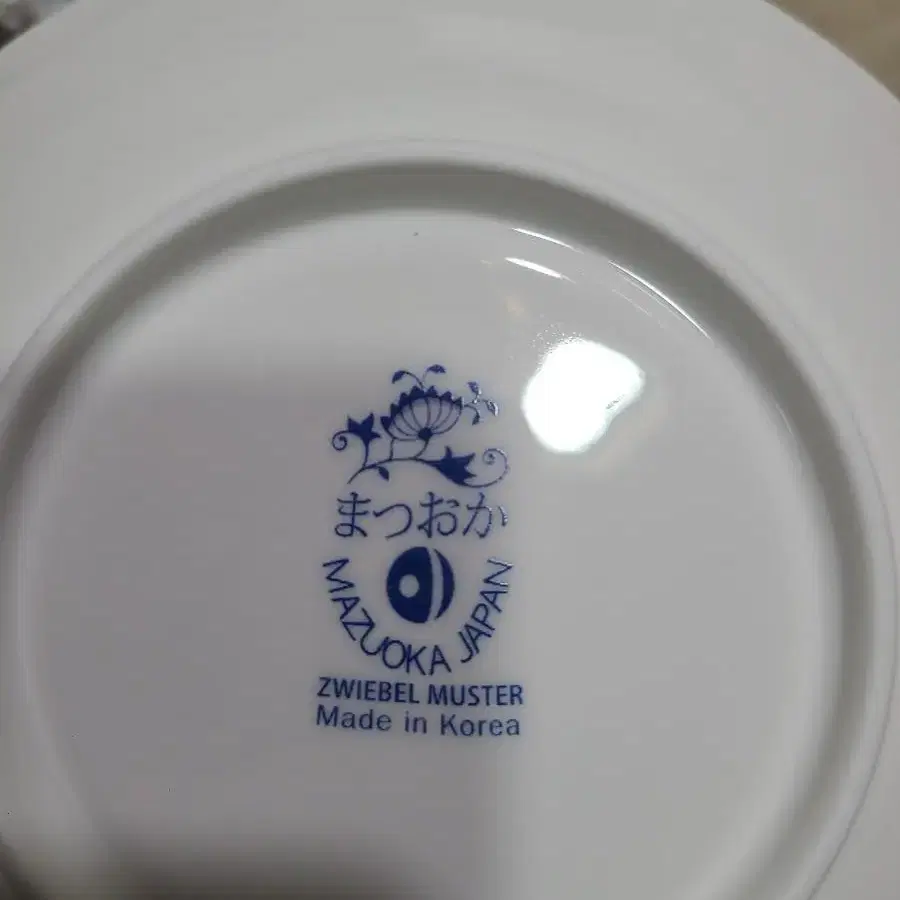 まつおか
MAZUOKA JAPAN
ZWIEBEL MUSTER
Made in Korea